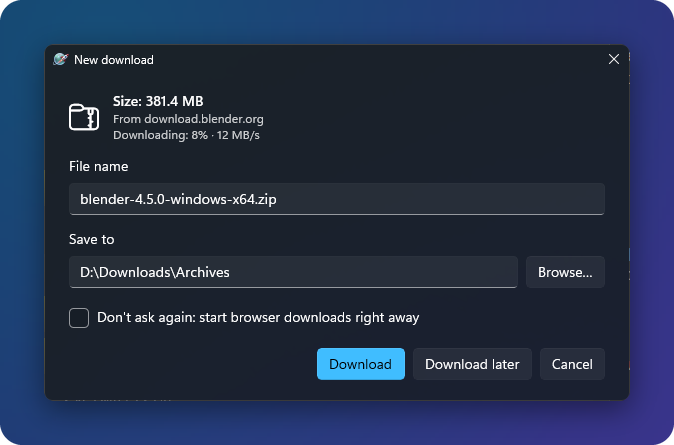 New download
Size: 381.4 MB
From download.blender.org
Downloading: 8% · 12 MB/s
File name
blender-4.5.0-windows-x64.zip
Save to
D:\Downloads\Archives
Browse...
Don't ask again: start browser downloads right away
Download
Download later
Cancel